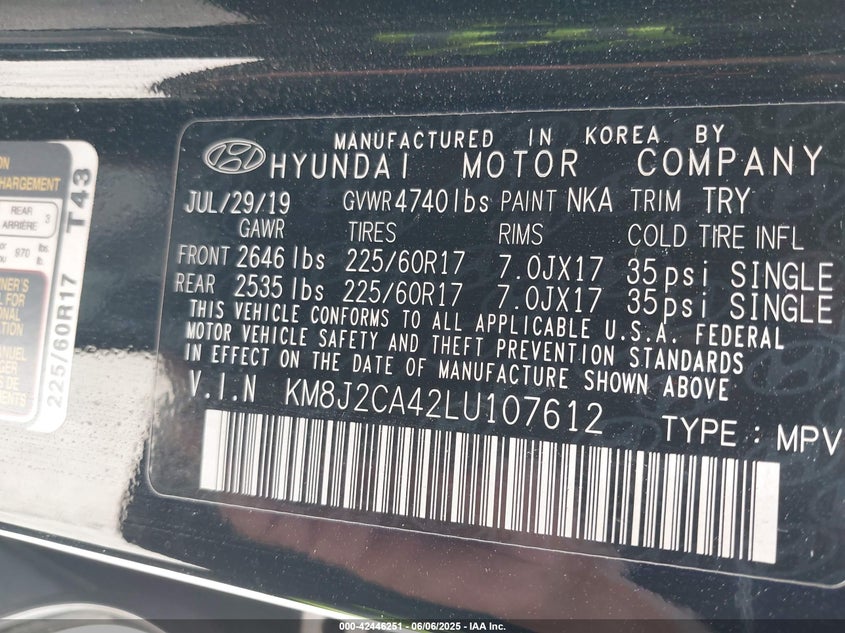 MANUFACTURED IN KOREA BY
HYUNDAI MOTOR COMPANY
JUL/29/19 GVWR 4740lbs PAINT NKA TRIM TRY
GAWR TIRES RIMS COLD TIRE INFL
FRONT 2646 lbs 225/60R17 7.0JX17 35psi SINGLE
REAR 2535 lbs 225/60R17 7.0JX17 35psi SINGLE
THIS VEHICLE CONFORMS TO ALL APPLICABLE U.S.A. FEDERAL
MOTOR VEHICLE SAFETY AND THEFT PREVENTION STANDARDS
IN EFFECT ON THE DATE OF MANUFACTURE SHOWN ABOVE
V.I.N KM8J2CA42LU107612 TYPE : MPV
REAR
ARRIÈRE 3
970 lbs.
225/60R17 T43
000-42446251 - 06/06/2025 - IAA Inc.